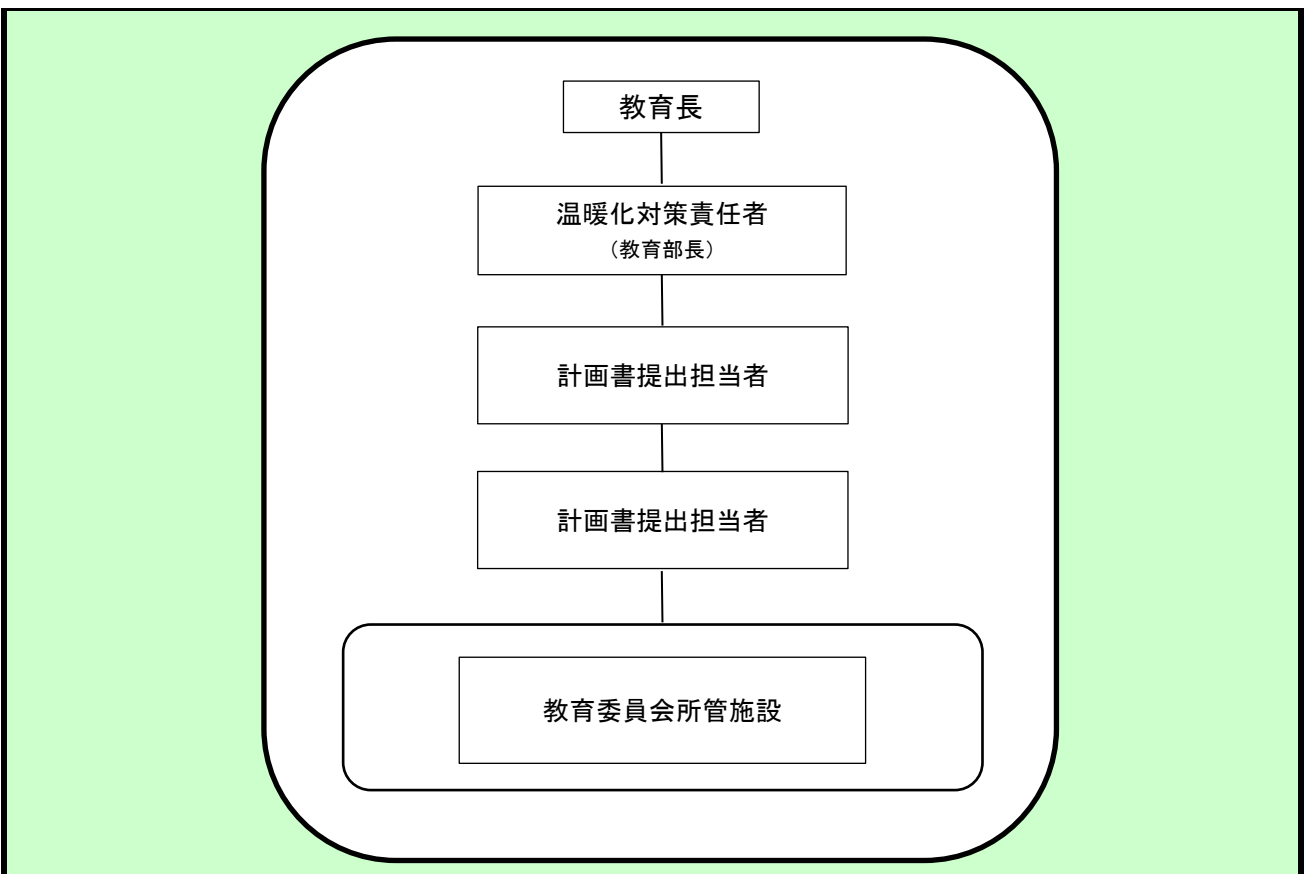 教育長
温暖化対策責任者
（教育部長）
計画書提出担当者
計画書提出担当者
教育委員会所管施設